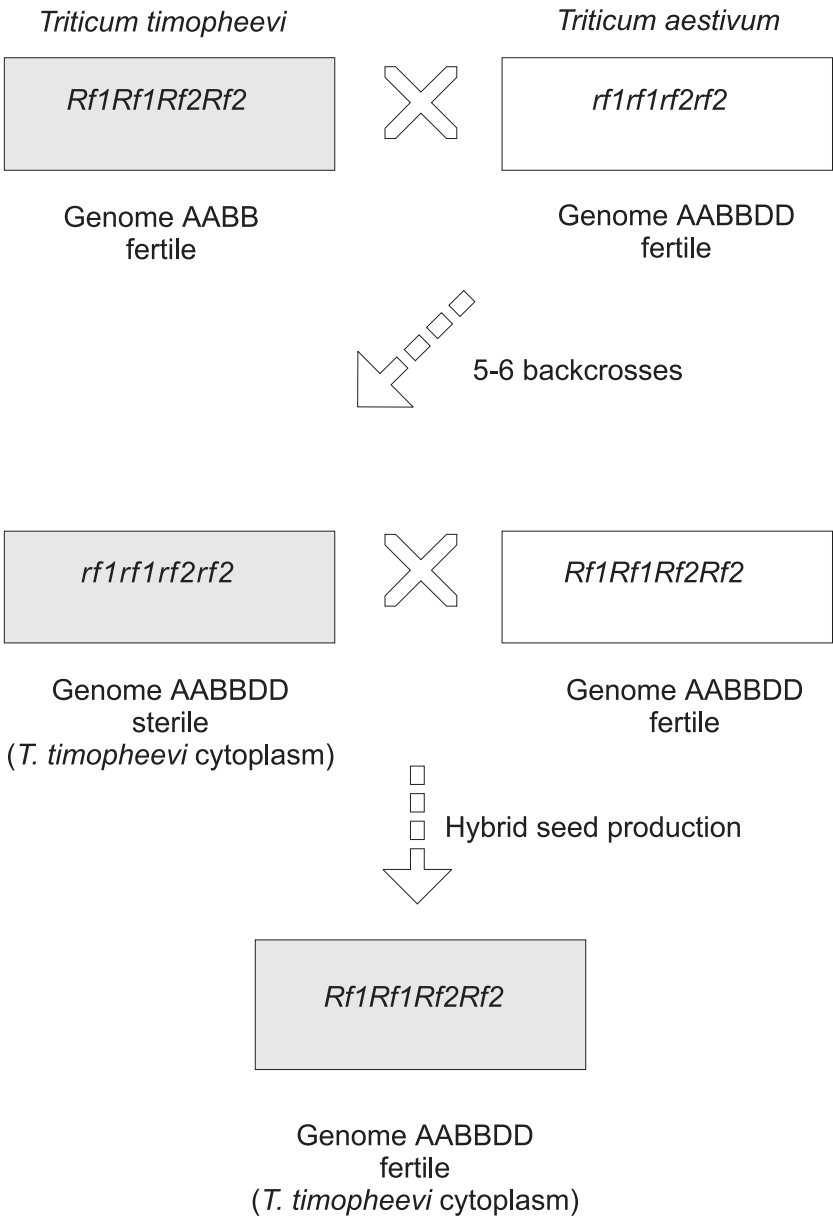 Triticum timopheevi
Triticum aestivum
Rf1Rf1Rf2Rf2
rf1rf1rf2rf2
Genome AABB
fertile
Genome AABBDD
fertile
5-6 backcrosses
rf1rf1rf2rf2
Rf1Rf1Rf2Rf2
Genome AABBDD
sterile
(T. timopheevi cytoplasm)
Genome AABBDD
fertile
Hybrid seed production
Rf1Rf1Rf2Rf2
Genome AABBDD
fertile
(T. timopheevi cytoplasm)